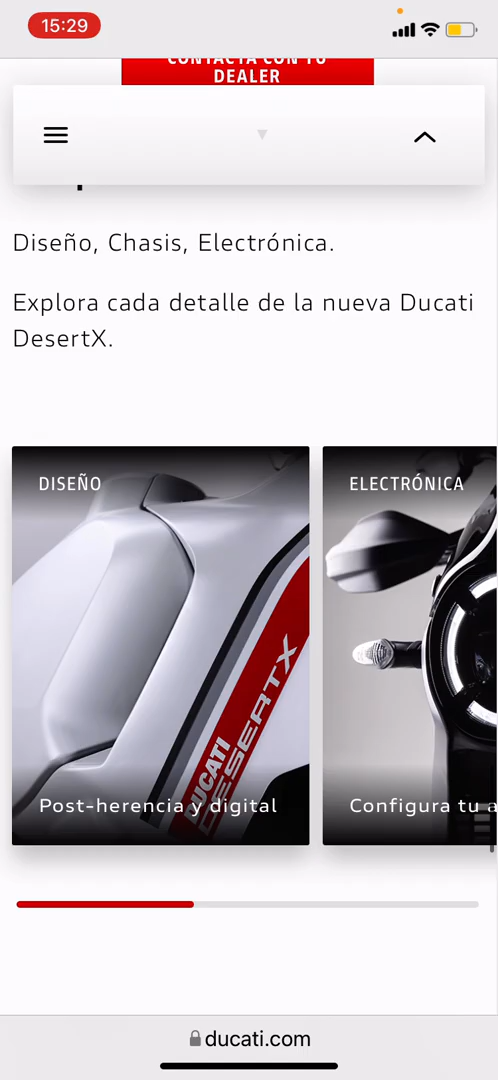 15:29
CONTACTA CON TU
DEALER
Diseño, Chasis, Electrónica.
Explora cada detalle de la nueva Ducati
DesertX.
DISEÑO
ELECTRÓNICA
DUCATI
DESERTX
Post-herencia y digital
Configura tu a
ducati.com